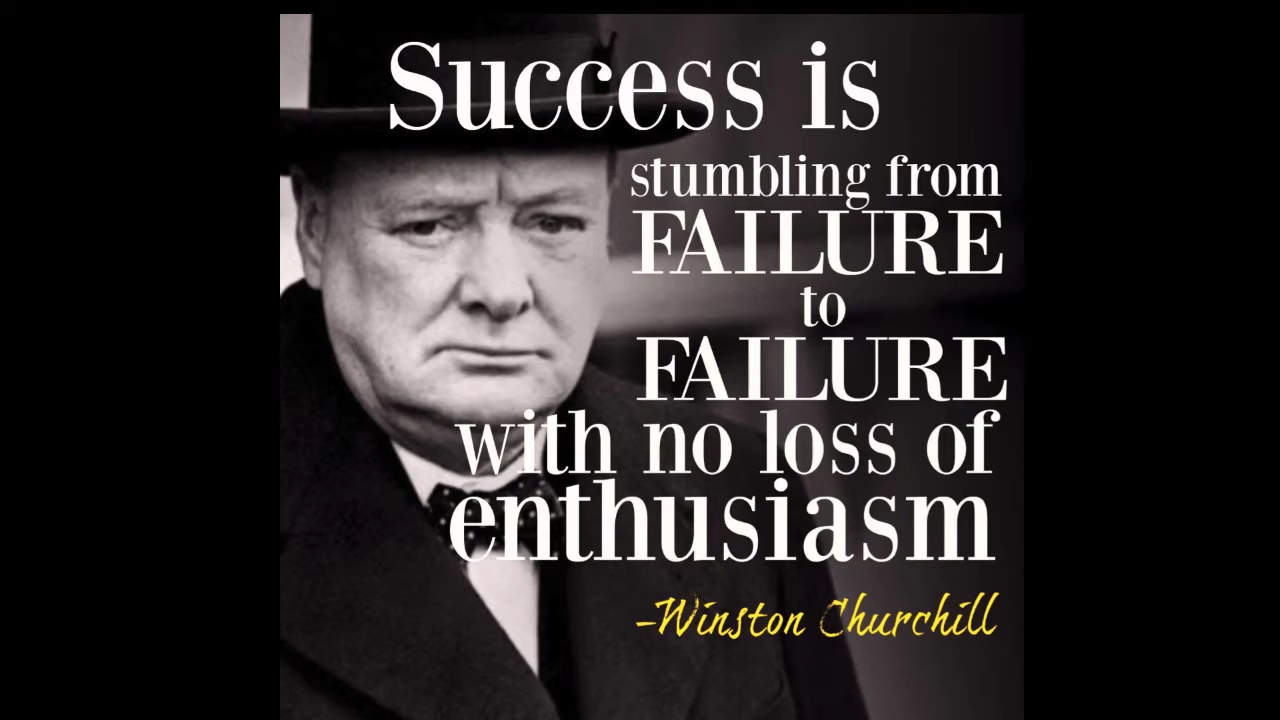 Success is
stumbling from
FAILURE
to
FAILURE
with no loss of
enthusiasm
-Winston Churchill